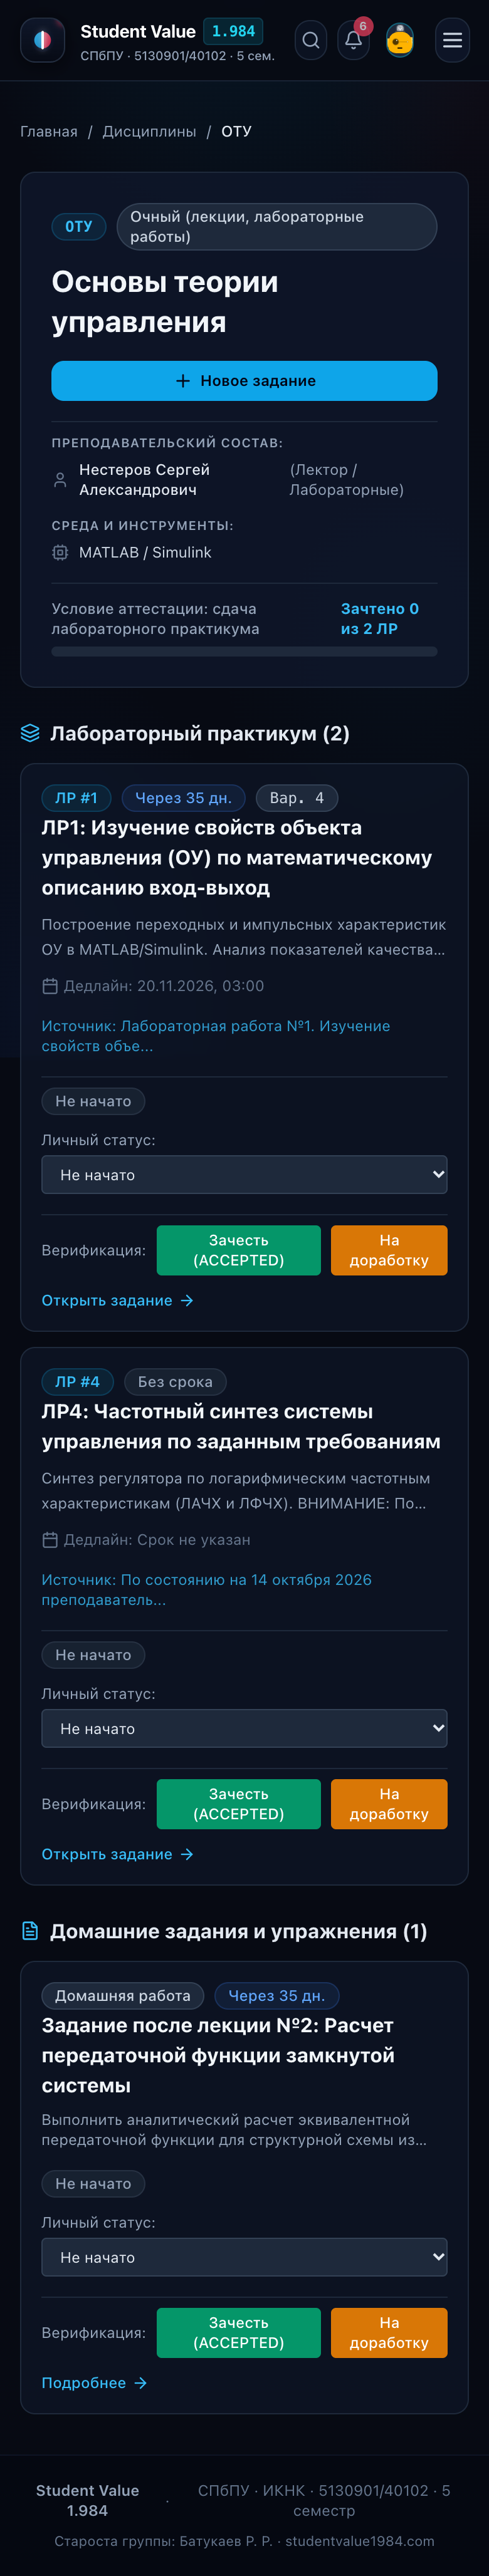 Student Value 1.984
СПбПУ · 5130901/40102 · 5 сем.
6
Главная / Дисциплины / ОТУ
ОТУ
Очный (лекции, лабораторные
работы)
Основы теории
управления
Новое задание
ПРЕПОДАВАТЕЛЬСКИЙ СОСТАВ:
Нестеров Сергей
Александрович
(Лектор /
Лабораторные)
СРЕДА И ИНСТРУМЕНТЫ:
MATLAB / Simulink
Условие аттестации: сдача
лабораторного практикума
Зачтено 0
из 2 ЛР
Лабораторный практикум (2)
ЛР #1 Через 35 дн. Вар. 4
ЛР1: Изучение свойств объекта
управления (ОУ) по математическому
описанию вход-выход
Построение переходных и импульсных характеристик
ОУ в MATLAB/Simulink. Анализ показателей качества...
Дедлайн: 20.11.2026, 03:00
Источник: Лабораторная работа №1. Изучение
свойств объе...
Не начато
Личный статус:
Не начато
Верификация:
Зачесть
(ACCEPTED)
На
доработку
Открыть задание →
ЛР #4 Без срока
ЛР4: Частотный синтез системы
управления по заданным требованиям
Синтез регулятора по логарифмическим частотным
характеристикам (ЛАЧХ и ЛФЧХ). ВНИМАНИЕ: По...
Дедлайн: Срок не указан
Источник: По состоянию на 14 октября 2026
преподаватель...
Не начато
Личный статус:
Не начато
Верификация:
Зачесть
(ACCEPTED)
На
доработку
Открыть задание →
Домашние задания и упражнения (1)
Домашняя работа Через 35 дн.
Задание после лекции №2: Расчет
передаточной функции замкнутой
системы
Выполнить аналитический расчет эквивалентной
передаточной функции для структурной схемы из...
Не начато
Личный статус:
Не начато
Верификация:
Зачесть
(ACCEPTED)
На
доработку
Подробнее →
Student Value
1.984
·
СПбПУ · ИКНК · 5130901/40102 · 5
семестр
Староста группы: Батукаев Р. Р. · studentvalue1984.com